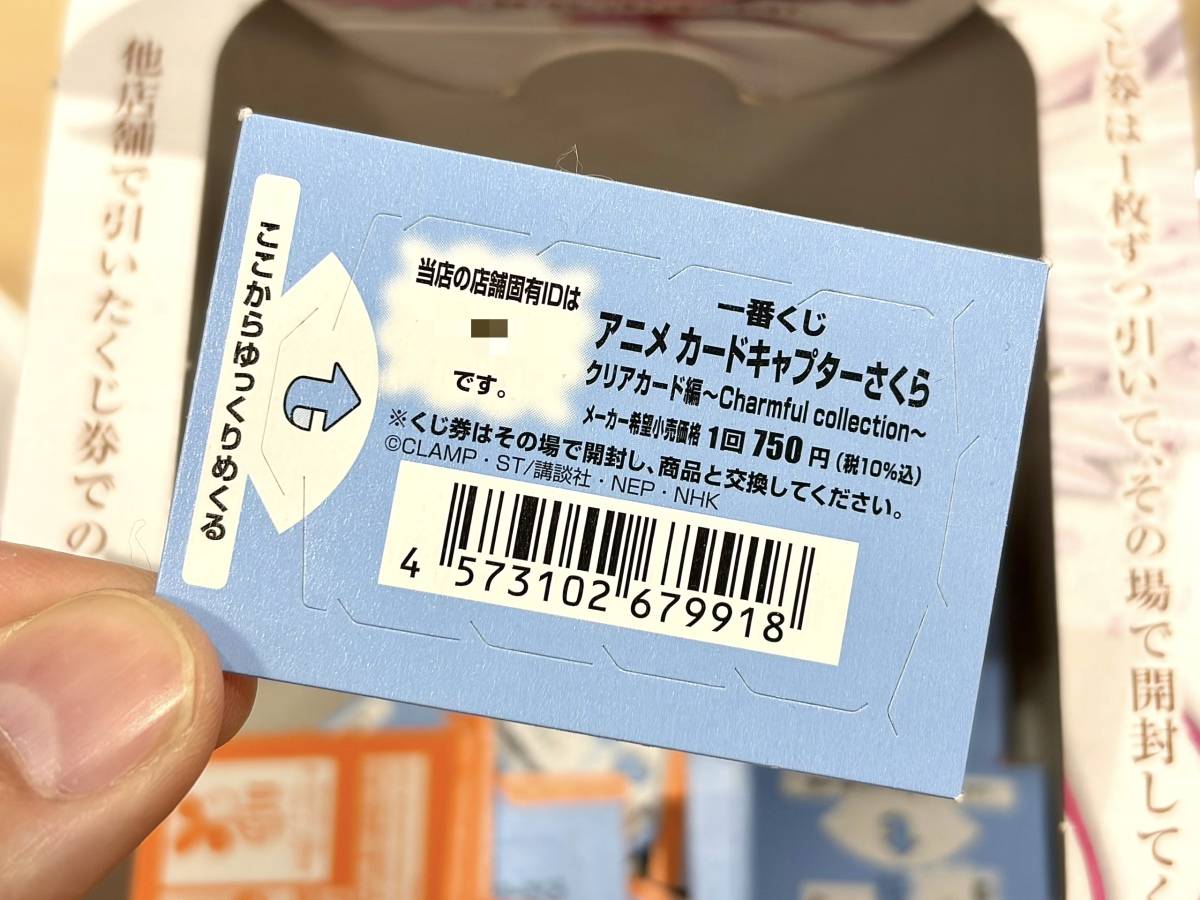 他店舗で引いたくじ券での
くじ券は1枚ずつ引いて、その場で開封してく
ここからゆっくりめくる
当店の店舗固有IDは
です。
一番くじ
アニメ カードキャプターさくら
クリアカード編~Charmful collection~
メーカー希望小売価格 1回 750 円 (税10%込)
※くじ券はその場で開封し、商品と交換してください。
©CLAMP・ST/講談社・NEP・NHK
4 573102 679918